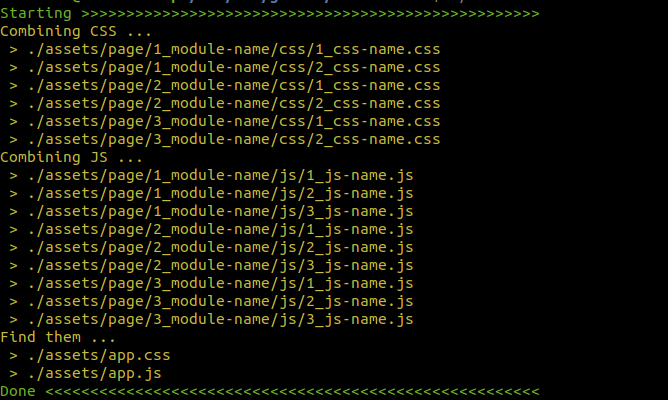 Starting >>>>>>>>>>>>>>>>>>>>>>>>>>>>>>>>>>>>>>>>>>>>>>>>>>>
Combining CSS ...
 > ./assets/page/1_module-name/css/1_css-name.css
 > ./assets/page/1_module-name/css/2_css-name.css
 > ./assets/page/2_module-name/css/1_css-name.css
 > ./assets/page/2_module-name/css/2_css-name.css
 > ./assets/page/3_module-name/css/1_css-name.css
 > ./assets/page/3_module-name/css/2_css-name.css
Combining JS ...
 > ./assets/page/1_module-name/js/1_js-name.js
 > ./assets/page/1_module-name/js/2_js-name.js
 > ./assets/page/1_module-name/js/3_js-name.js
 > ./assets/page/2_module-name/js/1_js-name.js
 > ./assets/page/2_module-name/js/2_js-name.js
 > ./assets/page/2_module-name/js/3_js-name.js
 > ./assets/page/3_module-name/js/1_js-name.js
 > ./assets/page/3_module-name/js/2_js-name.js
 > ./assets/page/3_module-name/js/3_js-name.js
Find them ...
 > ./assets/app.css
 > ./assets/app.js
Done <<<<<<<<<<<<<<<<<<<<<<<<<<<<<<<<<<<<<<<<<<<<<<<<<<<<<<<